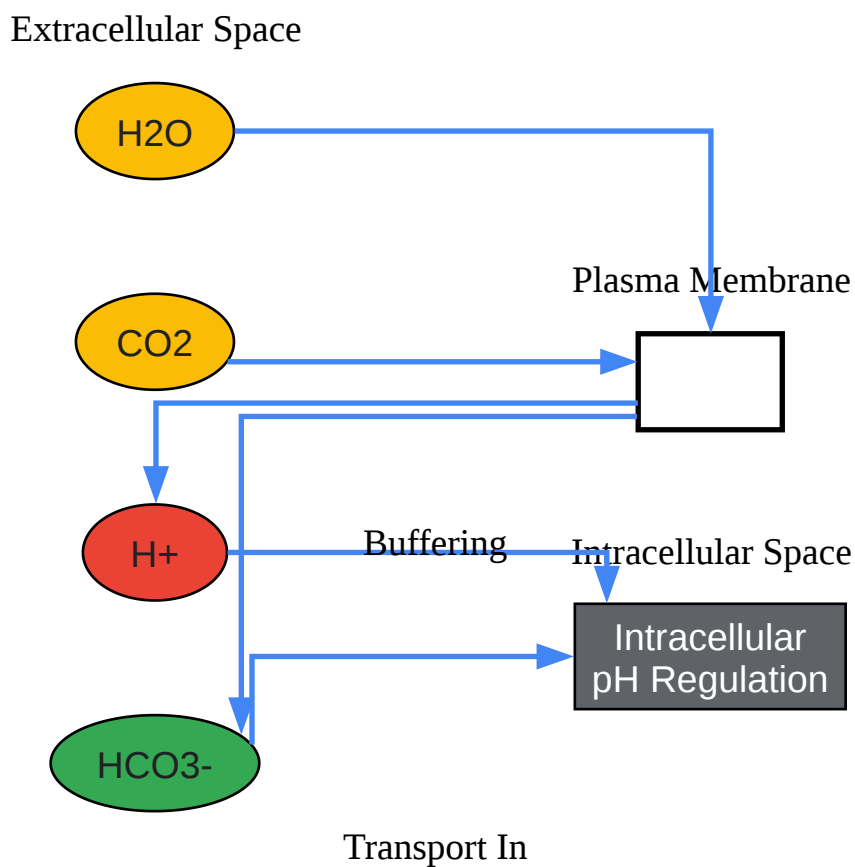 Extracellular Space
H2O
Plasma Membrane
CO2
H+
Buffering
Intracellular Space
Intracellular
pH Regulation
HCO3-
Transport In